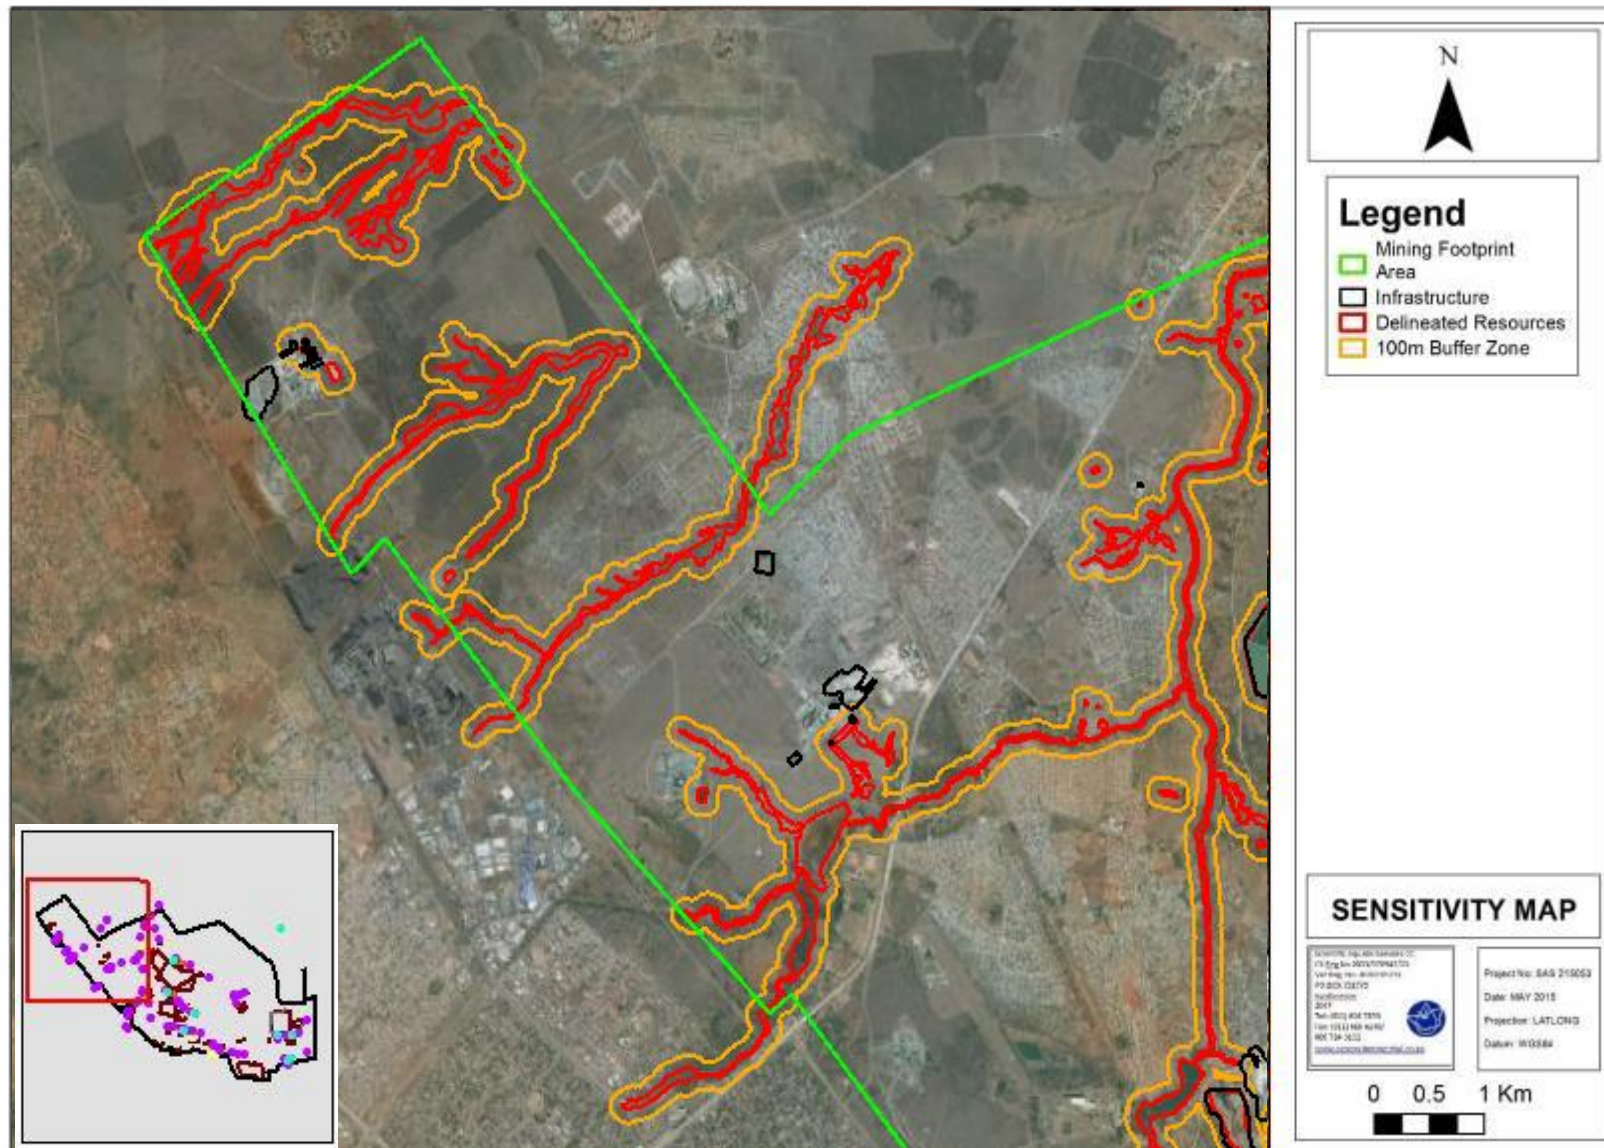 N
Legend
Mining Footprint
Area
Infrastructure
Delineated Resources
100m Buffer Zone
SENSITIVITY MAP
Project No: SAS 215053
Date: MAY 2015
Projection: LATLONG
Datum: WGS84
0 0.5 1 Km